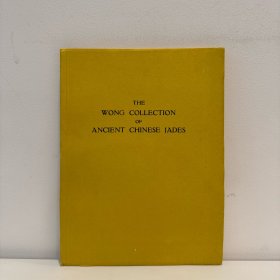 THE
WONG COLLECTION
OF
ANCIENT CHINESE JADES